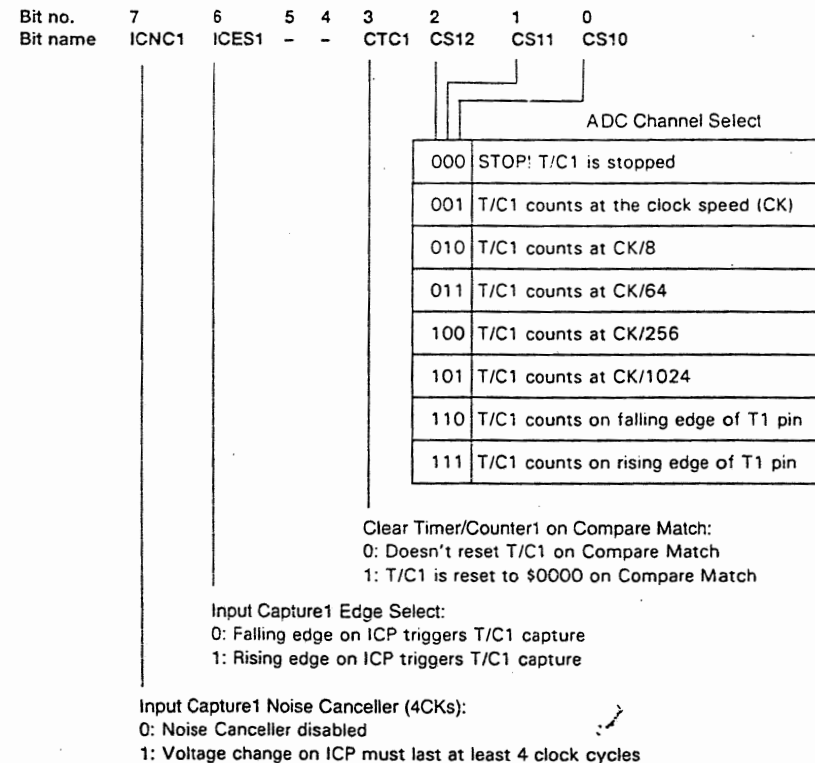 Bit no. 7 6 5 4 3 2 1 0
Bit name ICNC1 ICES1 – – CTC1 CS12 CS11 CS10
ADC Channel Select
000 STOP! T/C1 is stopped
001 T/C1 counts at the clock speed (CK)
010 T/C1 counts at CK/8
011 T/C1 counts at CK/64
100 T/C1 counts at CK/256
101 T/C1 counts at CK/1024
110 T/C1 counts on falling edge of T1 pin
111 T/C1 counts on rising edge of T1 pin
Clear Timer/Counter1 on Compare Match:
0: Doesn't reset T/C1 on Compare Match
1: T/C1 is reset to $0000 on Compare Match
Input Capture1 Edge Select:
0: Falling edge on ICP triggers T/C1 capture
1: Rising edge on ICP triggers T/C1 capture
Input Capture1 Noise Canceller (4CKs):
0: Noise Canceller disabled
1: Voltage change on ICP must last at least 4 clock cycles